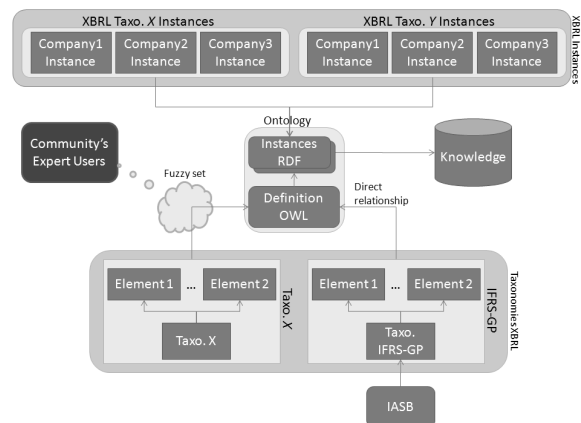 XBRL Taxo. X Instances
XBRL Taxo. Y Instances
Company1 Instance
Company2 Instance
Company3 Instance
Company1 Instance
Company2 Instance
Company3 Instance
XBRL Instances
Ontology
Community's
Expert Users
Instances
RDF
Knowledge
Fuzzy set
Definition
OWL
Direct
relationship
Element 1
...
Element 2
Taxo. X
Taxo. X
Element 1
...
Element 2
Taxo.
IFRS-GP
IFRS-GP
Taxonomies XBRL
IASB